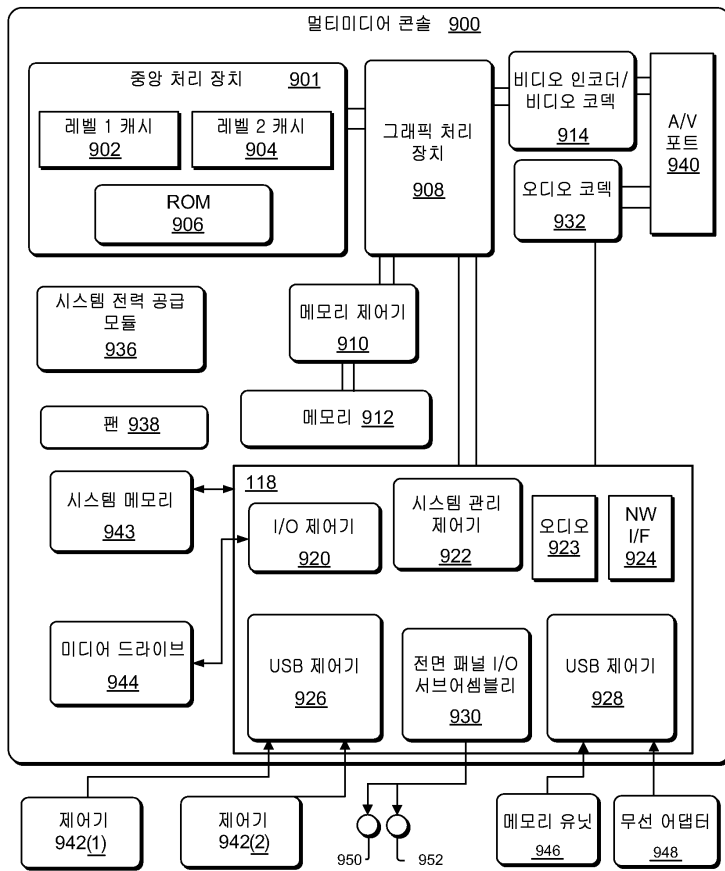 멀티미디어 콘솔 900
중앙 처리 장치 901
레벨 1 캐시
902
레벨 2 캐시
904
ROM
906
그래픽 처리
장치
908
비디오 인코더/
비디오 코덱
914
A/V
포트
940
오디오 코덱
932
시스템 전력 공급
모듈
936
메모리 제어기
910
팬 938
메모리 912
시스템 메모리
943
118
I/O 제어기
920
시스템 관리
제어기
922
오디오
923
NW
I/F
924
미디어 드라이브
944
USB 제어기
926
전면 패널 I/O
서브어셈블리
930
USB 제어기
928
제어기
942(1)
제어기
942(2)
950
952
메모리 유닛
946
무선 어댑터
948